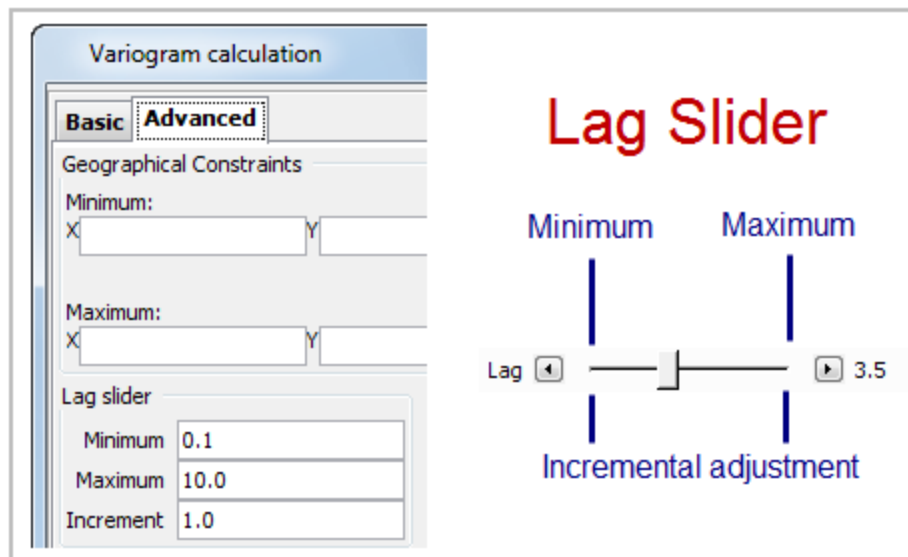 Variogram calculation
Basic Advanced
Geographical Constraints
Minimum:
X Y
Maximum:
X Y
Lag slider
Minimum 0.1
Maximum 10.0
Increment 1.0
Lag Slider
Minimum Maximum
Lag 3.5
Incremental adjustment